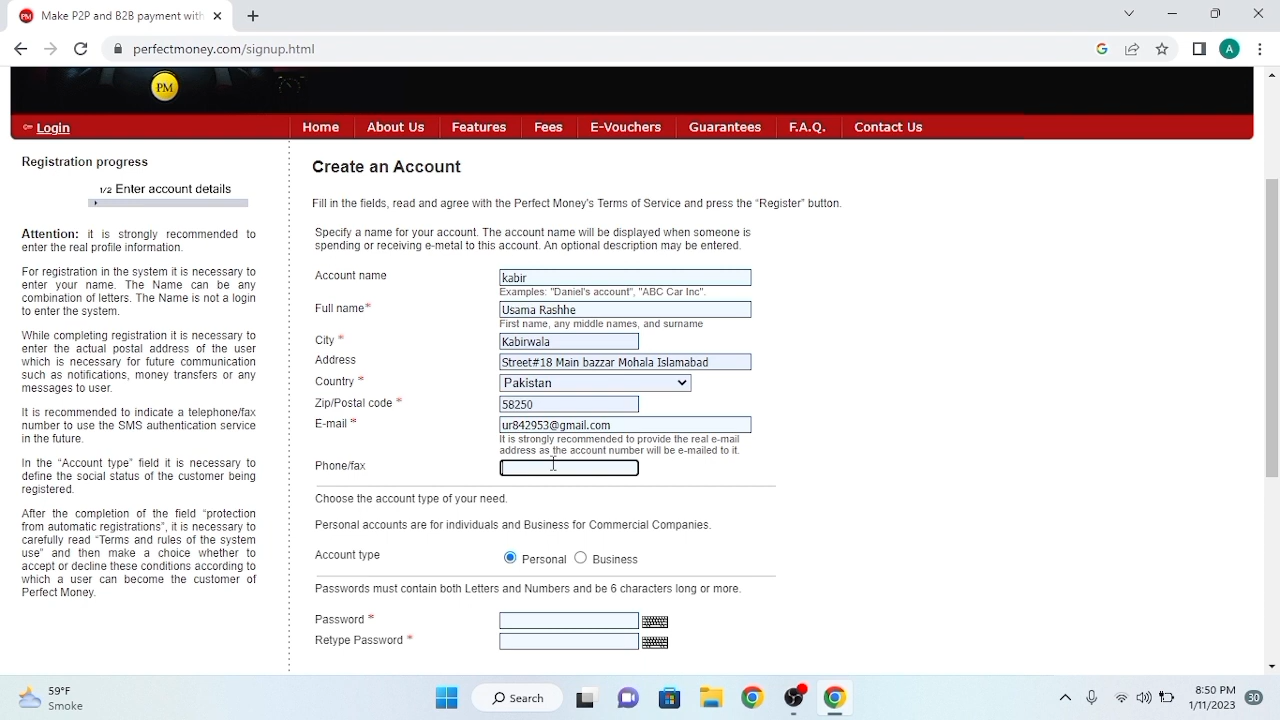 PM Make P2P and B2B payment with
perfectmoney.com/signup.html
G
A
PM
Login
Home
About Us
Features
Fees
E-Vouchers
Guarantees
F.A.Q.
Contact Us
Registration progress
1/2 Enter account details
Attention: it is strongly recommended to
enter the real profile information.
For registration in the system it is necessary to
enter your name. The Name can be any
combination of letters. The Name is not a login
to enter the system.
While completing registration it is necessary to
enter the actual postal address of the user
which is necessary for future communication
such as notifications, money transfers or any
messages to user.
It is recommended to indicate a telephone/fax
number to use the SMS authentication service
in the future.
In the “Account type” field it is necessary to
define the social status of the customer being
registered.
After the completion of the field “protection
from automatic registrations”, it is necessary to
carefully read “Terms and rules of the system
use” and then make a choice whether to
accept or decline these conditions according to
which a user can become the customer of
Perfect Money.
Create an Account
Fill in the fields, read and agree with the Perfect Money's Terms of Service and press the “Register” button.
Specify a name for your account. The account name will be displayed when someone is
spending or receiving e-metal to this account. An optional description may be entered.
Account name
kabir
Examples: "Daniel's account", "ABC Car Inc".
Full name*
Usama Rashhe
First name, any middle names, and surname
City *
Kabirwala
Address
Street#18 Main bazzar Mohala Islamabad
Country *
Pakistan
Zip/Postal code *
58250
E-mail *
ur842953@gmail.com
It is strongly recommended to provide the real e-mail
address as the account number will be e-mailed to it.
Phone/fax
Choose the account type of your need.
Personal accounts are for individuals and Business for Commercial Companies.
Account type
Personal
Business
Passwords must contain both Letters and Numbers and be 6 characters long or more.
Password *
Retype Password *
59°F
Smoke
Search
8:50 PM
1/11/2023
30